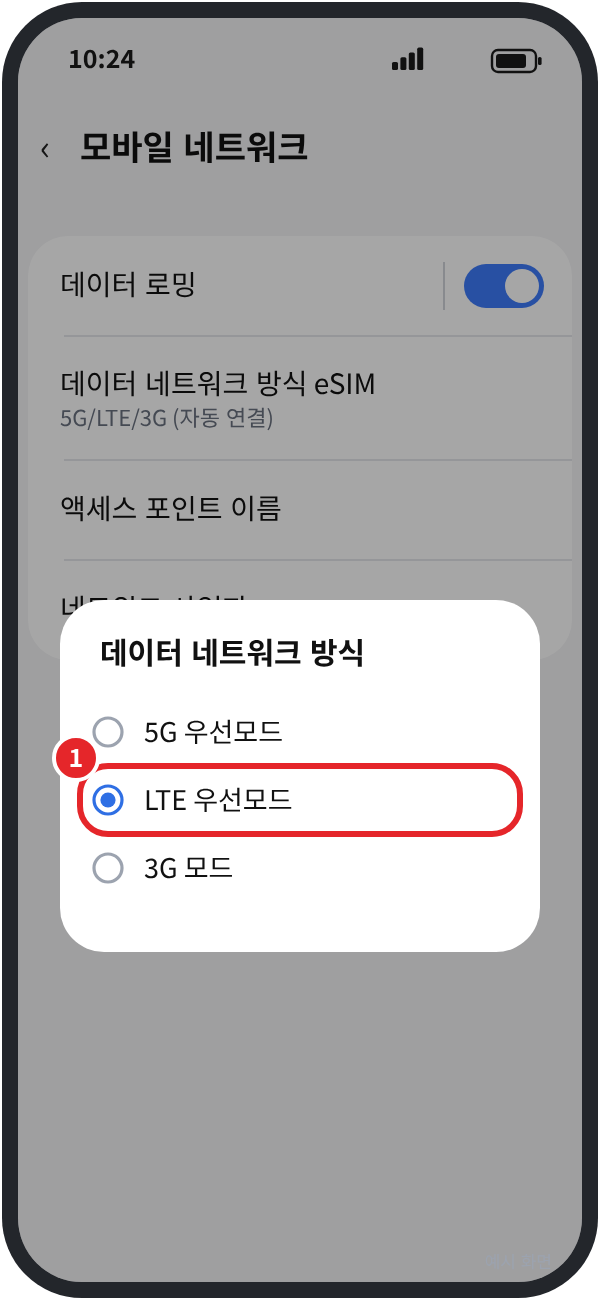 10:24
‹ 모바일 네트워크
데이터 로밍
데이터 네트워크 방식 eSIM
5G/LTE/3G (자동 연결)
액세스 포인트 이름
데이터 네트워크 방식
5G 우선모드
1
LTE 우선모드
3G 모드